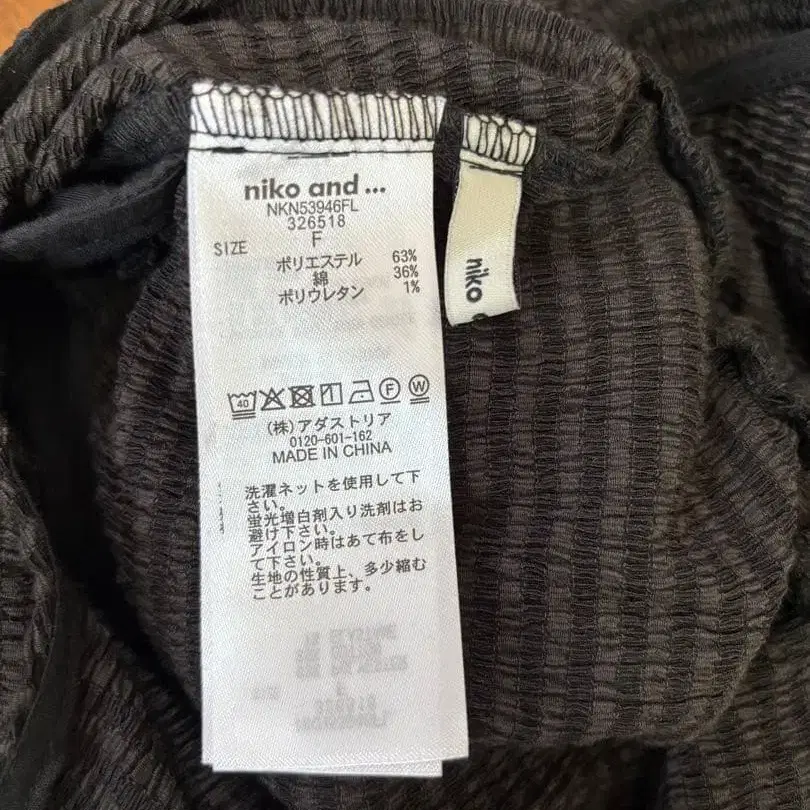 niko and ...
NKN53946FL
326518
SIZE F
ポリエステル 63%
綿 36%
ポリウレタン 1%
40 F W
(株)アダストリア
0120-601-162
MADE IN CHINA
洗濯ネットを使用して下
さい。
蛍光増白剤入り洗剤はお
避け下さい。
アイロン時はあて布をし
て下さい。
生地の性質上、多少縮む
ことがあります。
niko